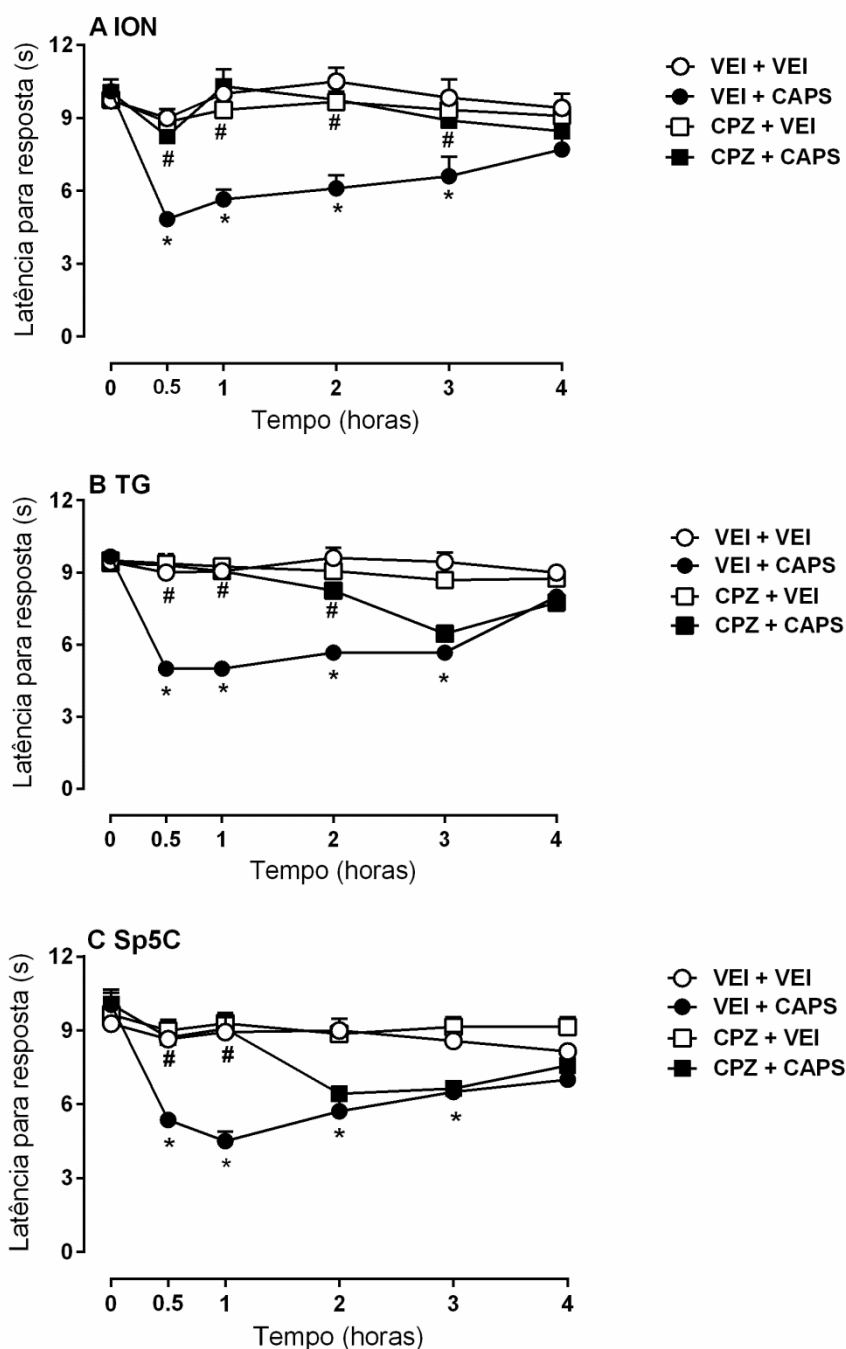 A ION
Latência para resposta (s)
12
9
6
3
0
# # # #
* * * *
0 0.5 1 2 3 4
Tempo (horas)
VEI + VEI
VEI + CAPS
CPZ + VEI
CPZ + CAPS
B TG
Latência para resposta (s)
12
9
6
3
0
# # #
* * * *
0 0.5 1 2 3 4
Tempo (horas)
VEI + VEI
VEI + CAPS
CPZ + VEI
CPZ + CAPS
C Sp5C
Latência para resposta (s)
12
9
6
3
0
# #
* * * *
0 0.5 1 2 3 4
Tempo (horas)
VEI + VEI
VEI + CAPS
CPZ + VEI
CPZ + CAPS